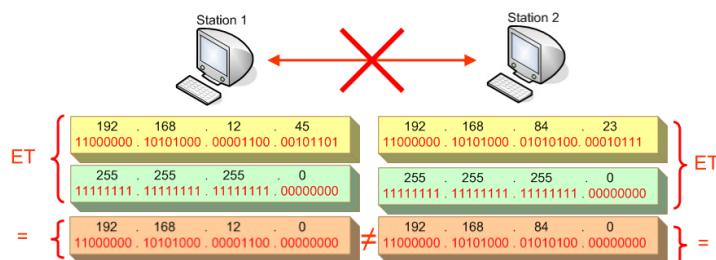 Station 1
Station 2
192 . 168 . 12 . 45
11000000 . 10101000 . 00001100 . 00101101
192 . 168 . 84 . 23
11000000 . 10101000 . 01010100 . 00010111
ET
255 . 255 . 255 . 0
11111111 . 11111111 . 11111111 . 00000000
255 . 255 . 255 . 0
11111111 . 11111111 . 11111111 . 00000000
ET
=
192 . 168 . 12 . 0
11000000 . 10101000 . 00001100 . 00000000
≠
192 . 168 . 84 . 0
11000000 . 10101000 . 01010100 . 00000000
=